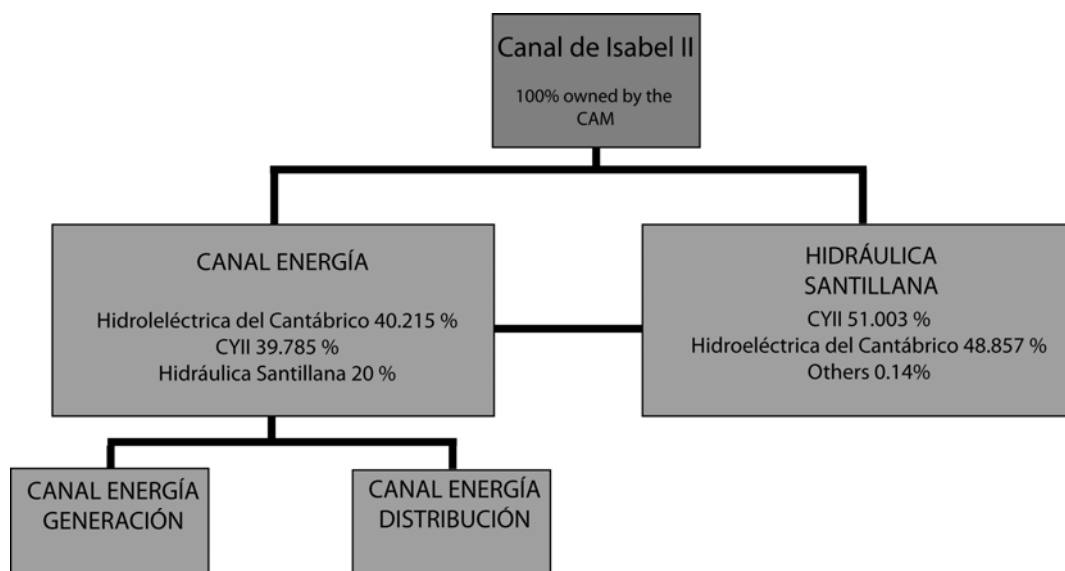 Canal de Isabel II
100% owned by the
CAM
CANAL ENERGÍA
Hidroleléctrica del Cantábrico 40.215 %
CYII 39.785 %
Hidráulica Santillana 20 %
HIDRÁULICA
SANTILLANA
CYII 51.003 %
Hidroeléctrica del Cantábrico 48.857 %
Others 0.14%
CANAL ENERGÍA
GENERACIÓN
CANAL ENERGÍA
DISTRIBUCIÓN